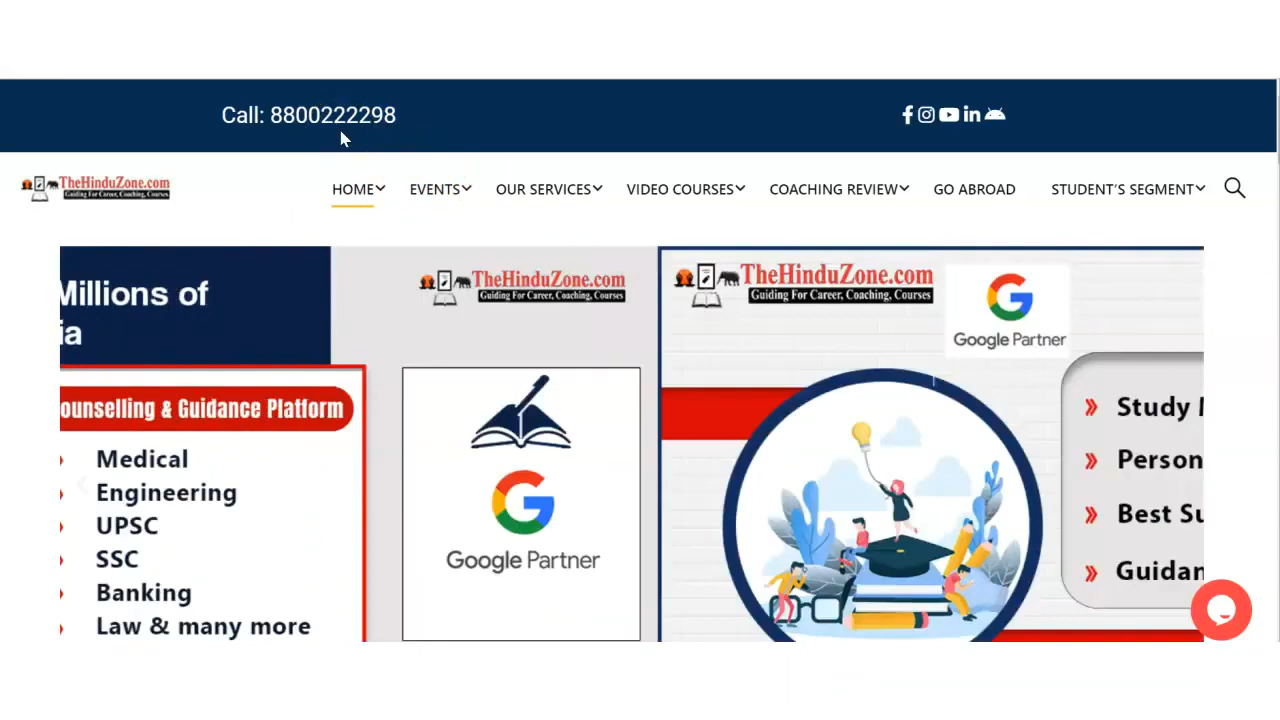 Call: 8800222298
TheHinduZone.com
Guiding For Career, Coaching, Courses
HOME
EVENTS
OUR SERVICES
VIDEO COURSES
COACHING REVIEW
GO ABROAD
STUDENT'S SEGMENT
Millions of
ia
ounselling & Guidance Platform
Medical
Engineering
UPSC
SSC
Banking
Law & many more
TheHinduZone.com
Guiding For Career, Coaching, Courses
Google Partner
TheHinduZone.com
Guiding For Career, Coaching, Courses
Google Partner
Study
Person
Best Su
Guidan